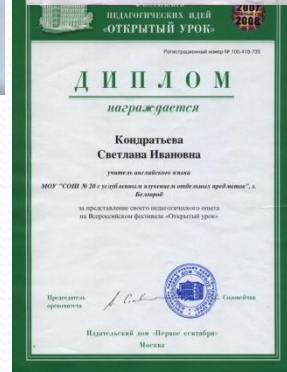 ПЕДАГОГИЧЕСКИХ ИДЕЙ
«ОТКРЫТЫЙ УРОК»
2007
2008
Регистрационный номер № 100-419-735
ДИПЛОМ
награждается
Кондратьева
Светлана Ивановна
учитель английского языка
МОУ "СОШ № 20 с углубленным изучением отдельных предметов", г.
Белгород
за представление своего педагогического опыта
на Всероссийском фестивале «Открытый урок»
Председатель
оргкомитета
Соловейчик
Издательский дом «Первое сентября»
Москва